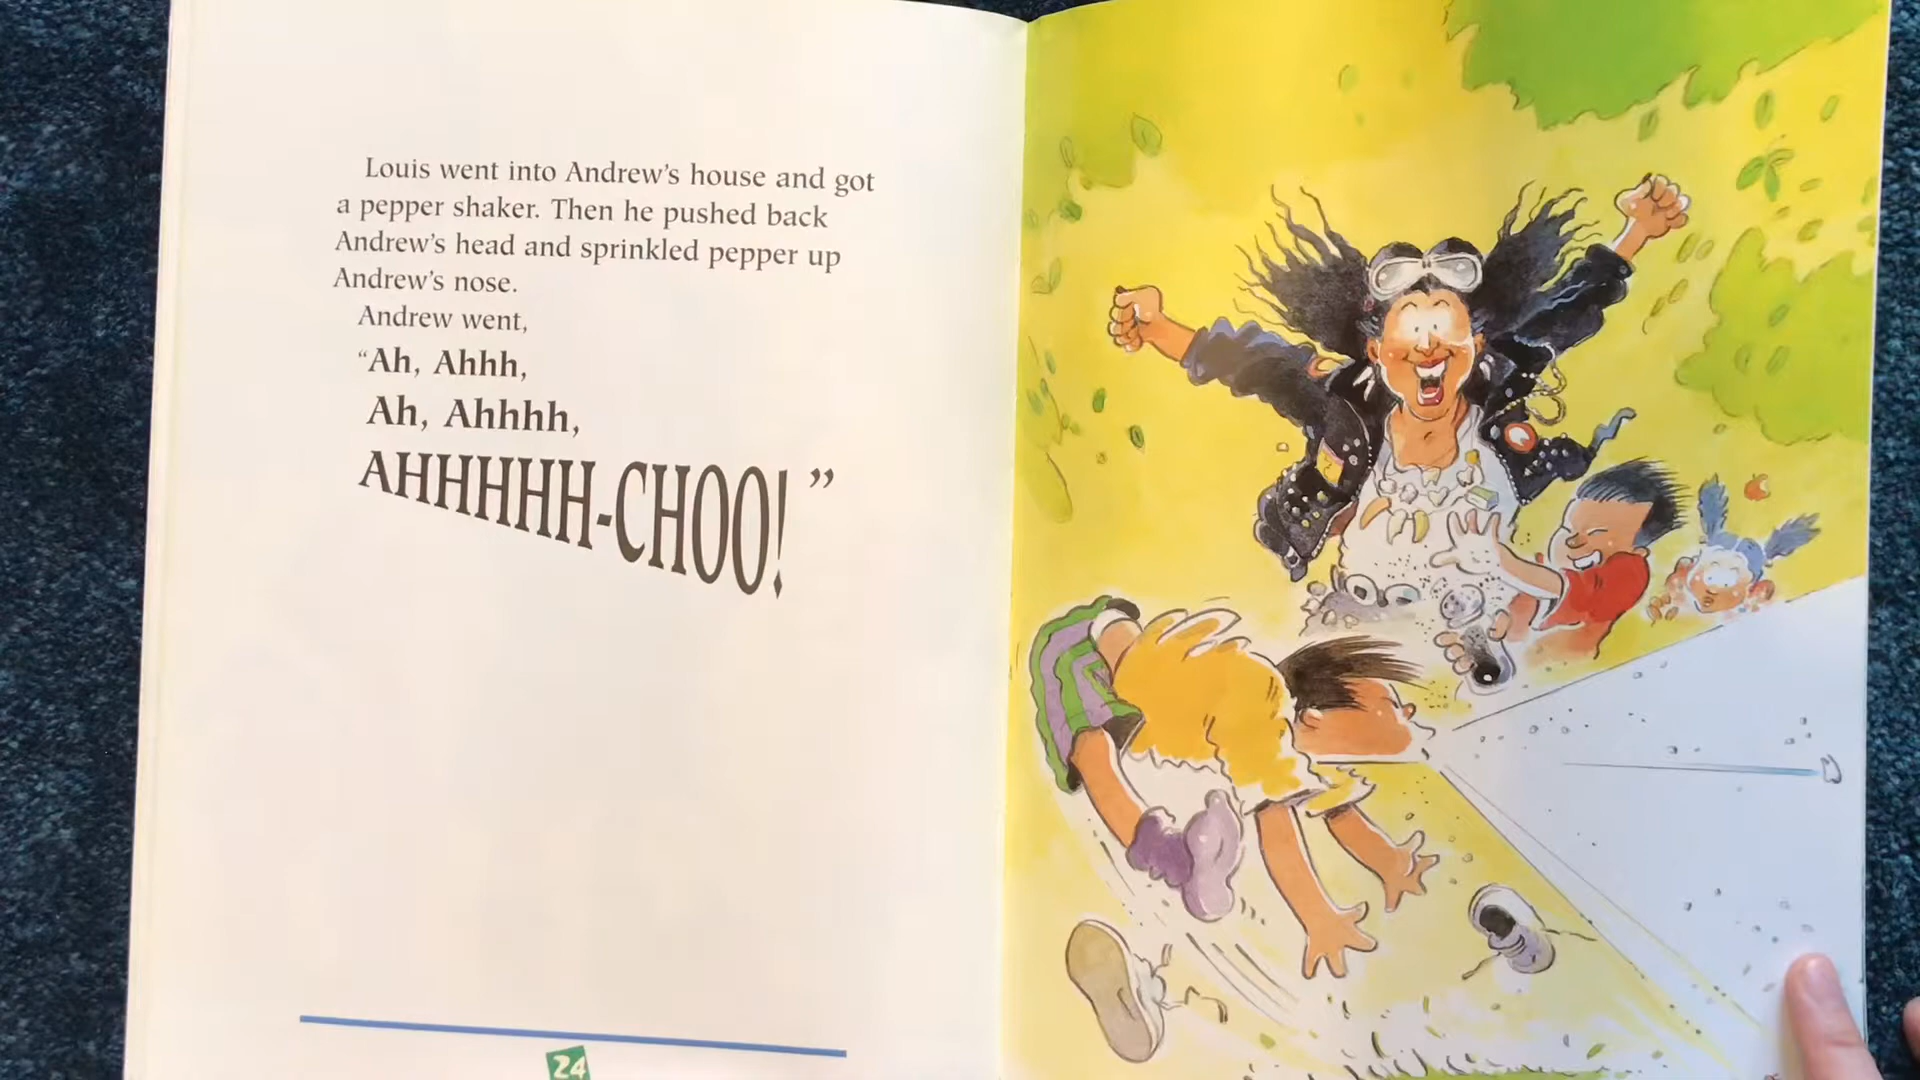 Louis went into Andrew's house and got
a pepper shaker. Then he pushed back
Andrew's head and sprinkled pepper up
Andrew's nose.
Andrew went,
“Ah, Ahhh,
Ah, Ahhhh,
AHHHHH-CHOO!”
24